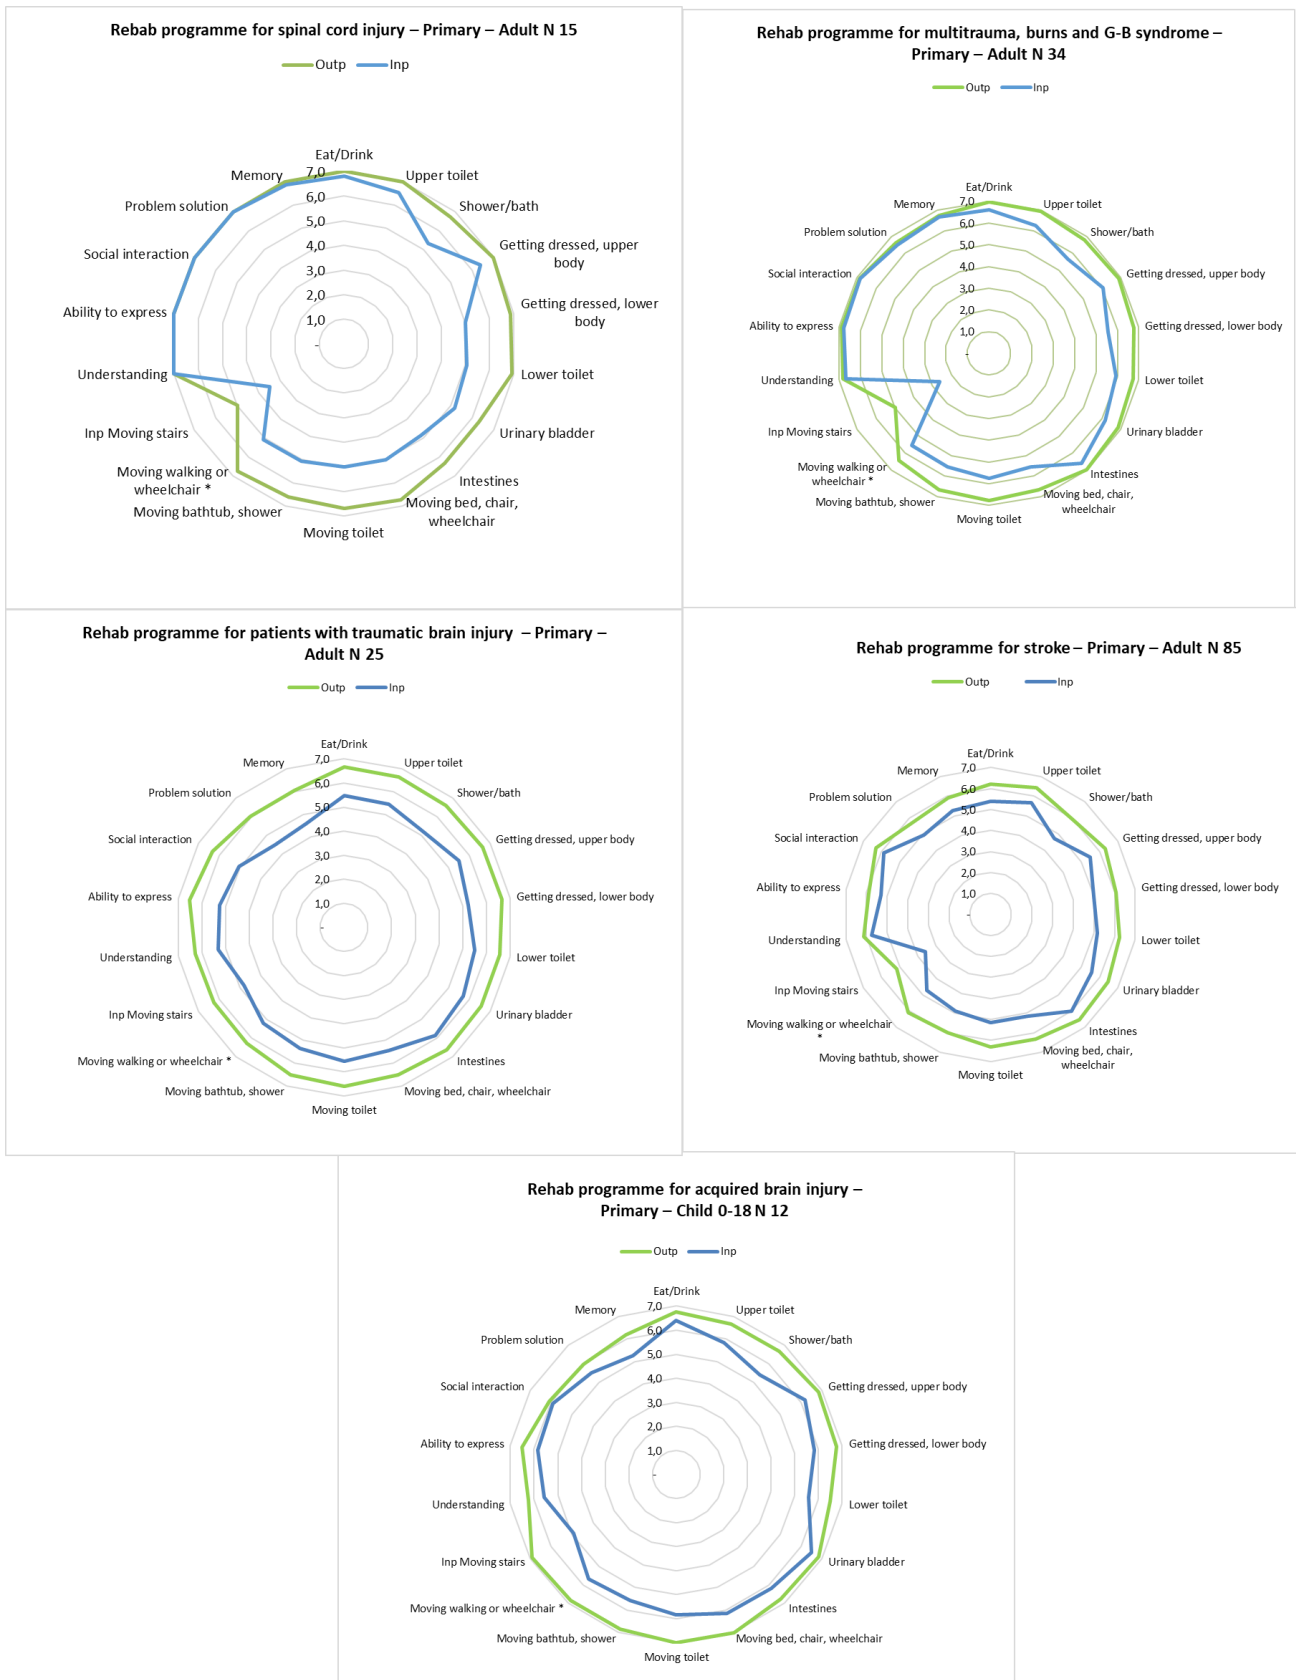 Rehab programme for spinal cord injury – Primary – Adult N 15
Outp
Inp
Eat/Drink
7,0
6,0
5,0
4,0
3,0
2,0
1,0
-
Upper toilet
Shower/bath
Getting dressed, upper
body
Getting dressed, lower
body
Lower toilet
Urinary bladder
Intestines
Moving bed, chair,
wheelchair
Moving toilet
Moving bathtub, shower
Moving walking or
wheelchair *
Inp Moving stairs
Understanding
Ability to express
Social interaction
Problem solution
Memory
Rehab programme for multitrauma, burns and G-B syndrome –
Primary – Adult N 34
Outp
Inp
Eat/Drink
7,0
6,0
5,0
4,0
3,0
2,0
1,0
-
Upper toilet
Shower/bath
Getting dressed, upper body
Getting dressed, lower body
Lower toilet
Urinary bladder
Intestines
Moving bed, chair,
wheelchair
Moving toilet
Moving bathtub, shower
Moving walking or
wheelchair *
Inp Moving stairs
Understanding
Ability to express
Social interaction
Problem solution
Memory
Rehab programme for patients with traumatic brain injury – Primary –
Adult N 25
Outp
Inp
Eat/Drink
7,0
6,0
5,0
4,0
3,0
2,0
1,0
-
Upper toilet
Shower/bath
Getting dressed, upper body
Getting dressed, lower body
Lower toilet
Urinary bladder
Intestines
Moving bed, chair, wheelchair
Moving toilet
Moving bathtub, shower
Moving walking or wheelchair *
Inp Moving stairs
Understanding
Ability to express
Social interaction
Problem solution
Memory
Rehab programme for stroke – Primary – Adult N 85
Outp
Inp
Eat/Drink
7,0
6,0
5,0
4,0
3,0
2,0
1,0
-
Upper toilet
Shower/bath
Getting dressed, upper body
Getting dressed, lower body
Lower toilet
Urinary bladder
Intestines
Moving bed, chair,
wheelchair
Moving toilet
Moving bathtub, shower
Moving walking or wheelchair
*
Inp Moving stairs
Understanding
Ability to express
Social interaction
Problem solution
Memory
Rehab programme for acquired brain injury –
Primary – Child 0-18 N 12
Outp
Inp
Eat/Drink
7,0
6,0
5,0
4,0
3,0
2,0
1,0
-
Upper toilet
Shower/bath
Getting dressed, upper body
Getting dressed, lower body
Lower toilet
Urinary bladder
Intestines
Moving bed, chair, wheelchair
Moving toilet
Moving bathtub, shower
Moving walking or wheelchair *
Inp Moving stairs
Understanding
Ability to express
Social interaction
Problem solution
Memory